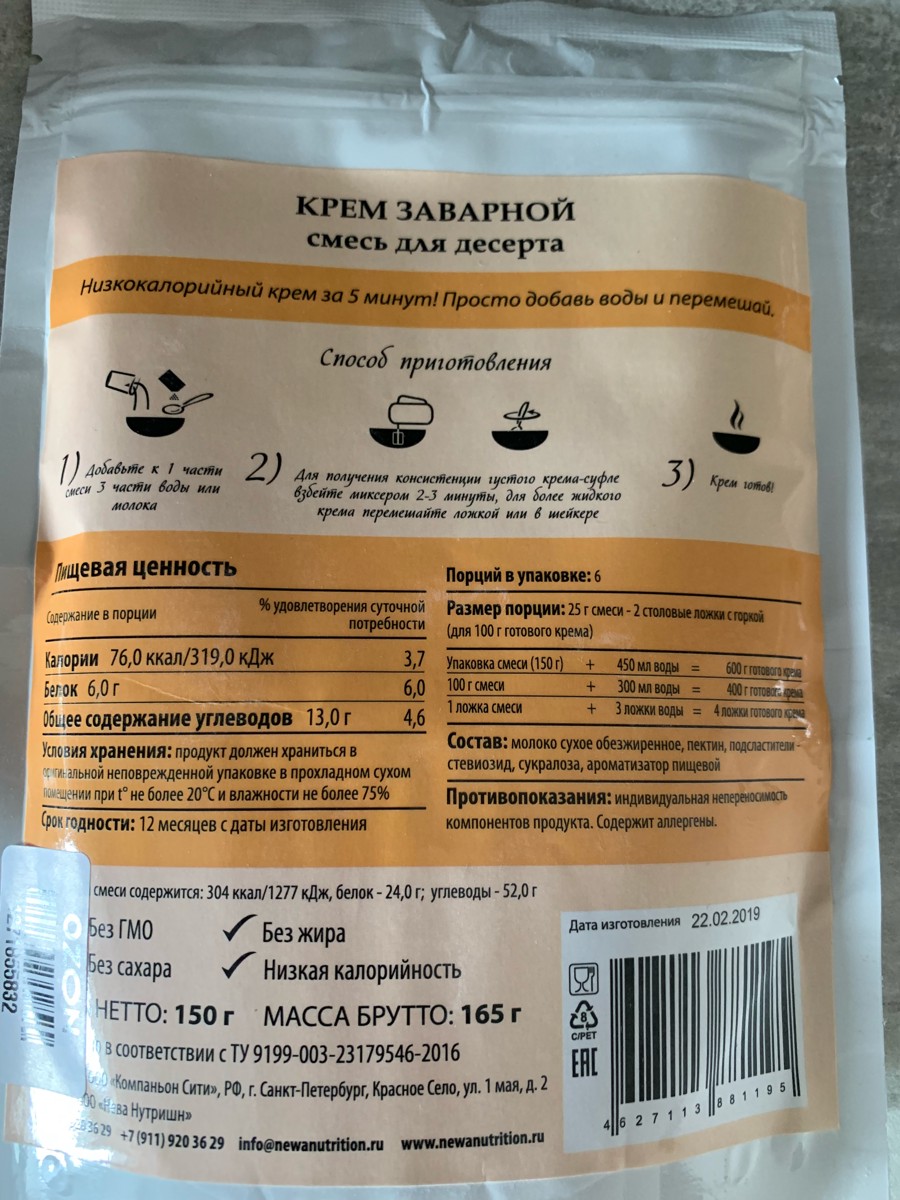 КРЕМ ЗАВАРНОЙ
смесь для десерта
Низкокалорийный крем за 5 минут! Просто добавь воды и перемешай.
Способ приготовления
1) Добавьте к 1 части
смеси 3 части воды или
молока
2) Для получения консистенции густого крема-суфле
взбейте миксером 2-3 минуты, для более жидкого
крема перемешайте ложкой или в шейкере
3) Крем готов!
Пищевая ценность
Содержание в порции % удовлетворения суточной
потребности
Калории 76,0 ккал/319,0 кДж 3,7
Белок 6,0 г 6,0
Общее содержание углеводов 13,0 г 4,6
Условия хранения: продукт должен храниться в
оригинальной неповрежденной упаковке в прохладном сухом
помещении при t° не более 20°С и влажности не более 75%
Срок годности: 12 месяцев с даты изготовления
Порций в упаковке: 6
Размер порции: 25 г смеси - 2 столовые ложки с горкой
(для 100 г готового крема)
Упаковка смеси (150 г) + 450 мл воды = 600 г готового крема
100 г смеси + 300 мл воды = 400 г готового крема
1 ложка смеси + 3 ложки воды = 4 ложки готового крема
Состав: молоко сухое обезжиренное, пектин, подсластители -
стевиозид, сукралоза, ароматизатор пищевой
Противопоказания: индивидуальная непереносимость
компонентов продукта. Содержит аллергены.
смеси содержится: 304 ккал/1277 кДж, белок - 24,0 г; углеводы - 52,0 г
Без ГМО Без жира
Без сахара Низкая калорийность
НЕТТО: 150 г МАССА БРУТТО: 165 г
в соответствии с ТУ 9199-003-23179546-2016
ООО «Компаньон Сити», РФ, г. Санкт-Петербург, Красное Село, ул. 1 мая, д. 2
«Нева Нутришн»
+7 (911) 920 36 29 info@newanutrition.ru www.newanutrition.ru
Дата изготовления 22.02.2019
8
C/PET
EAC
4 627113 881195
OZON